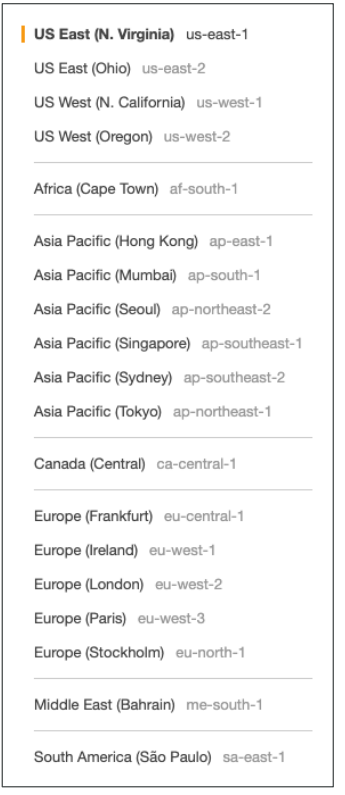 US East (N. Virginia) us-east-1
US East (Ohio) us-east-2
US West (N. California) us-west-1
US West (Oregon) us-west-2
Africa (Cape Town) af-south-1
Asia Pacific (Hong Kong) ap-east-1
Asia Pacific (Mumbai) ap-south-1
Asia Pacific (Seoul) ap-northeast-2
Asia Pacific (Singapore) ap-southeast-1
Asia Pacific (Sydney) ap-southeast-2
Asia Pacific (Tokyo) ap-northeast-1
Canada (Central) ca-central-1
Europe (Frankfurt) eu-central-1
Europe (Ireland) eu-west-1
Europe (London) eu-west-2
Europe (Paris) eu-west-3
Europe (Stockholm) eu-north-1
Middle East (Bahrain) me-south-1
South America (São Paulo) sa-east-1